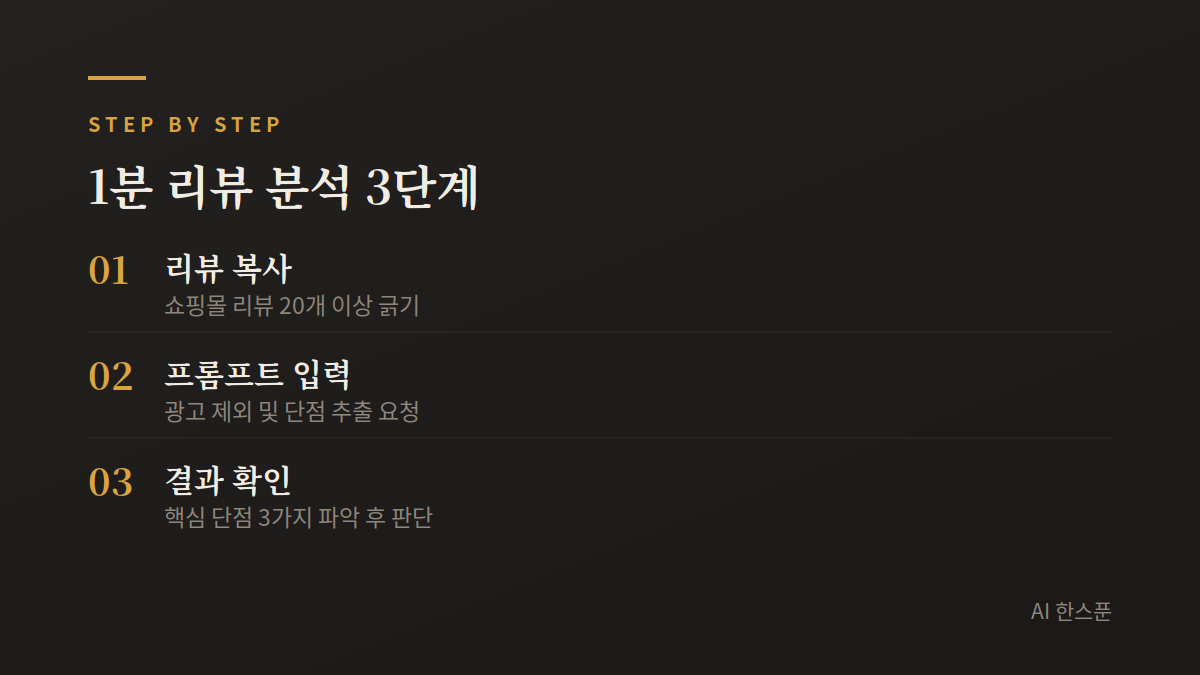 STEP BY STEP
1분 리뷰 분석 3단계
01 리뷰 복사
쇼핑몰 리뷰 20개 이상 긁기
02 프롬프트 입력
광고 제외 및 단점 추출 요청
03 결과 확인
핵심 단점 3가지 파악 후 판단
AI 한스푼